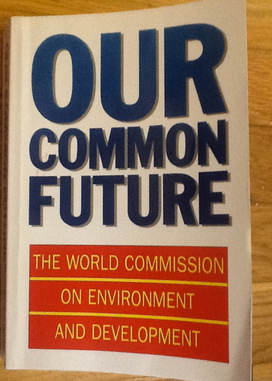 OUR
COMMON
FUTURE
THE WORLD COMMISSION
ON ENVIRONMENT
AND DEVELOPMENT